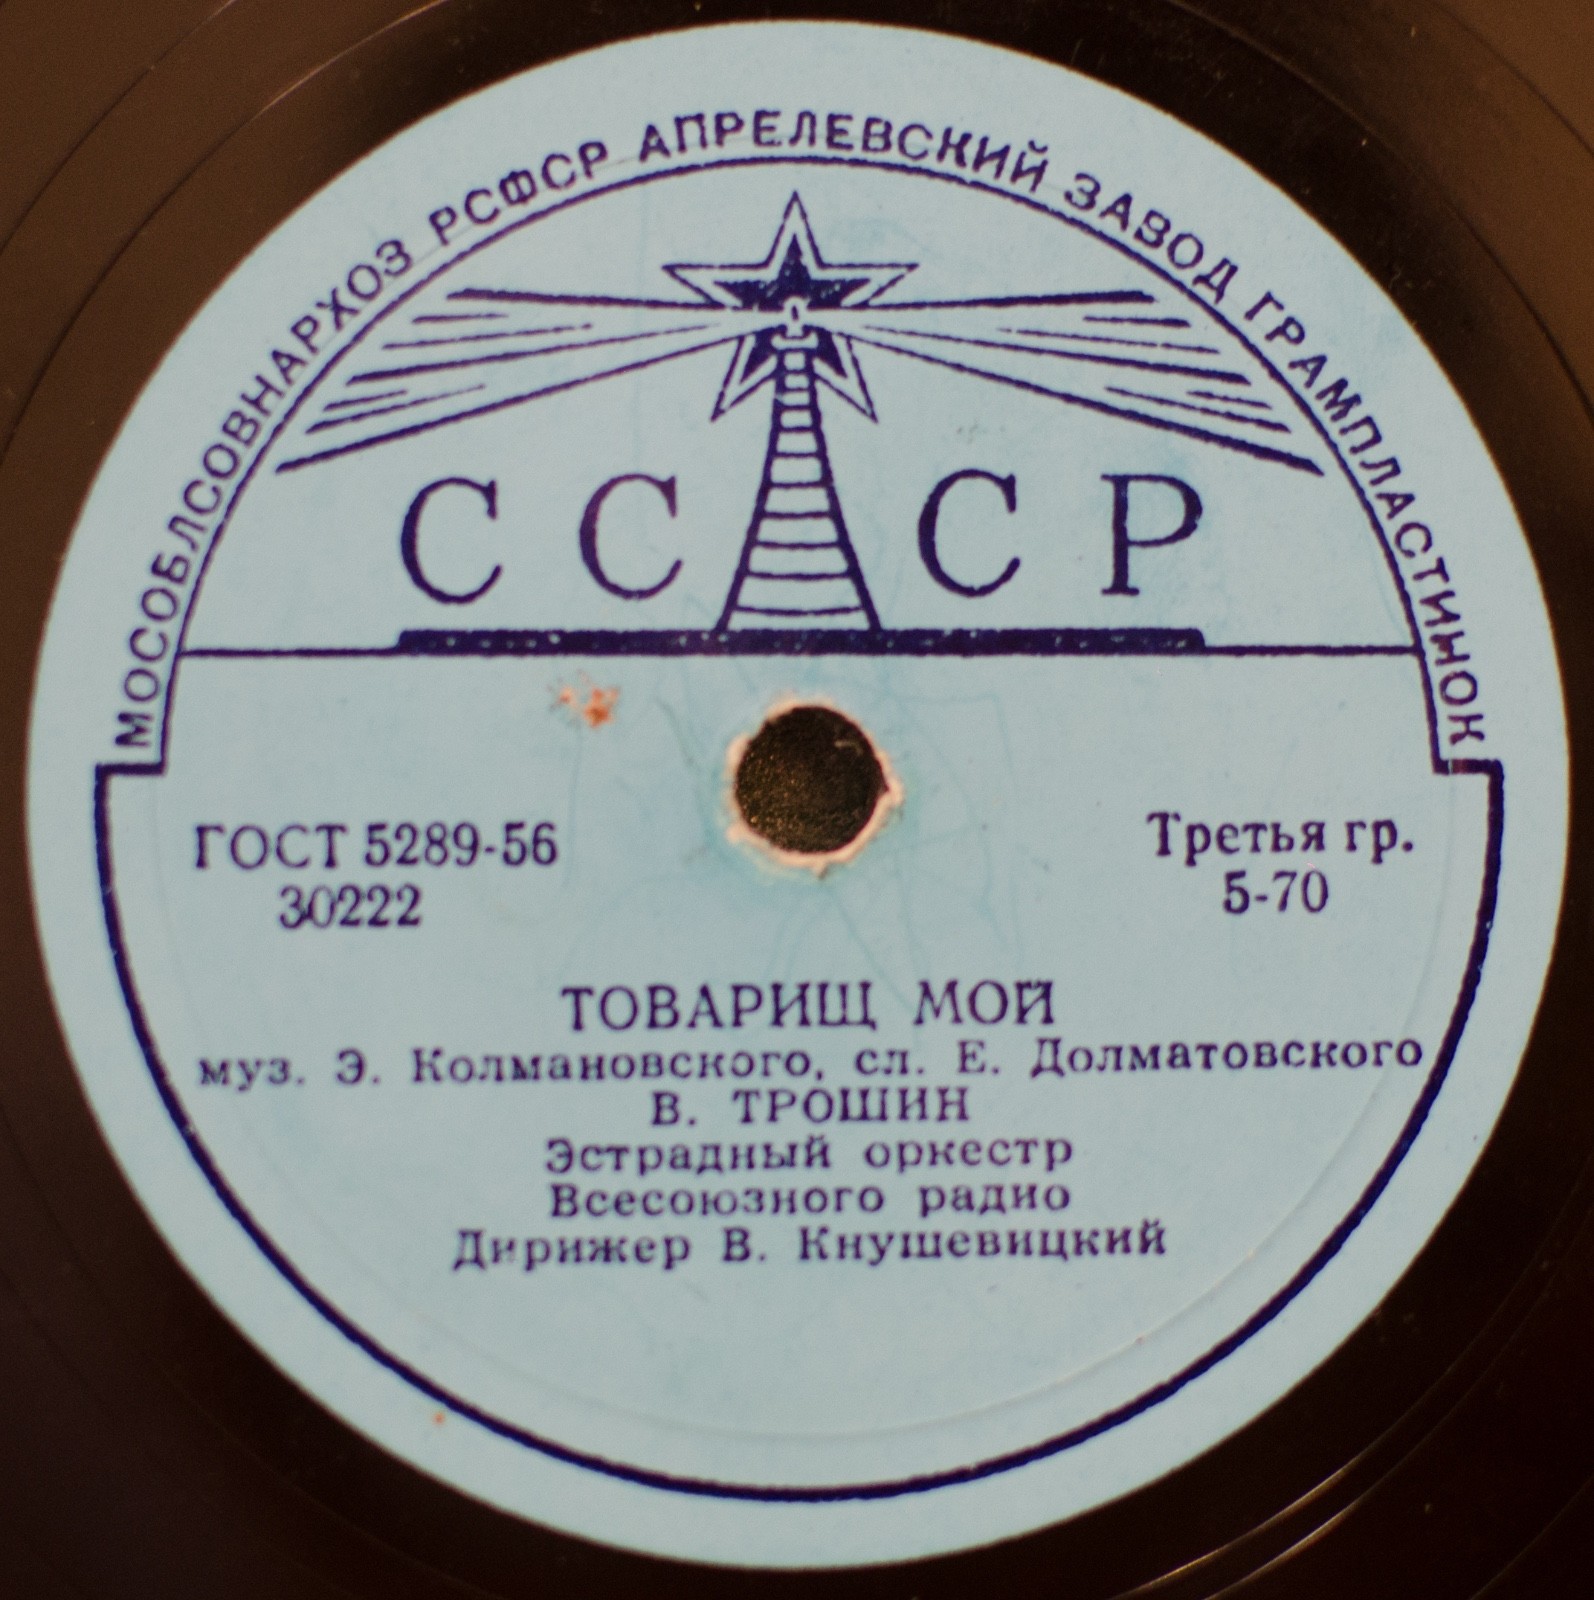 МОСОБЛСОВНАРХОЗ РСФСР АПРЕЛЕВСКИЙ ЗАВОД ГРАМПЛАСТИНОК
СССР
ГОСТ 5289-56
30222
Третья гр.
5-70
ТОВАРИЩ МОЙ
муз. Э. Колмановского, сл. Е. Долматовского
В. ТРОШИН
Эстрадный оркестр
Всесоюзного радио
Дирижер В. Кнушевицкий